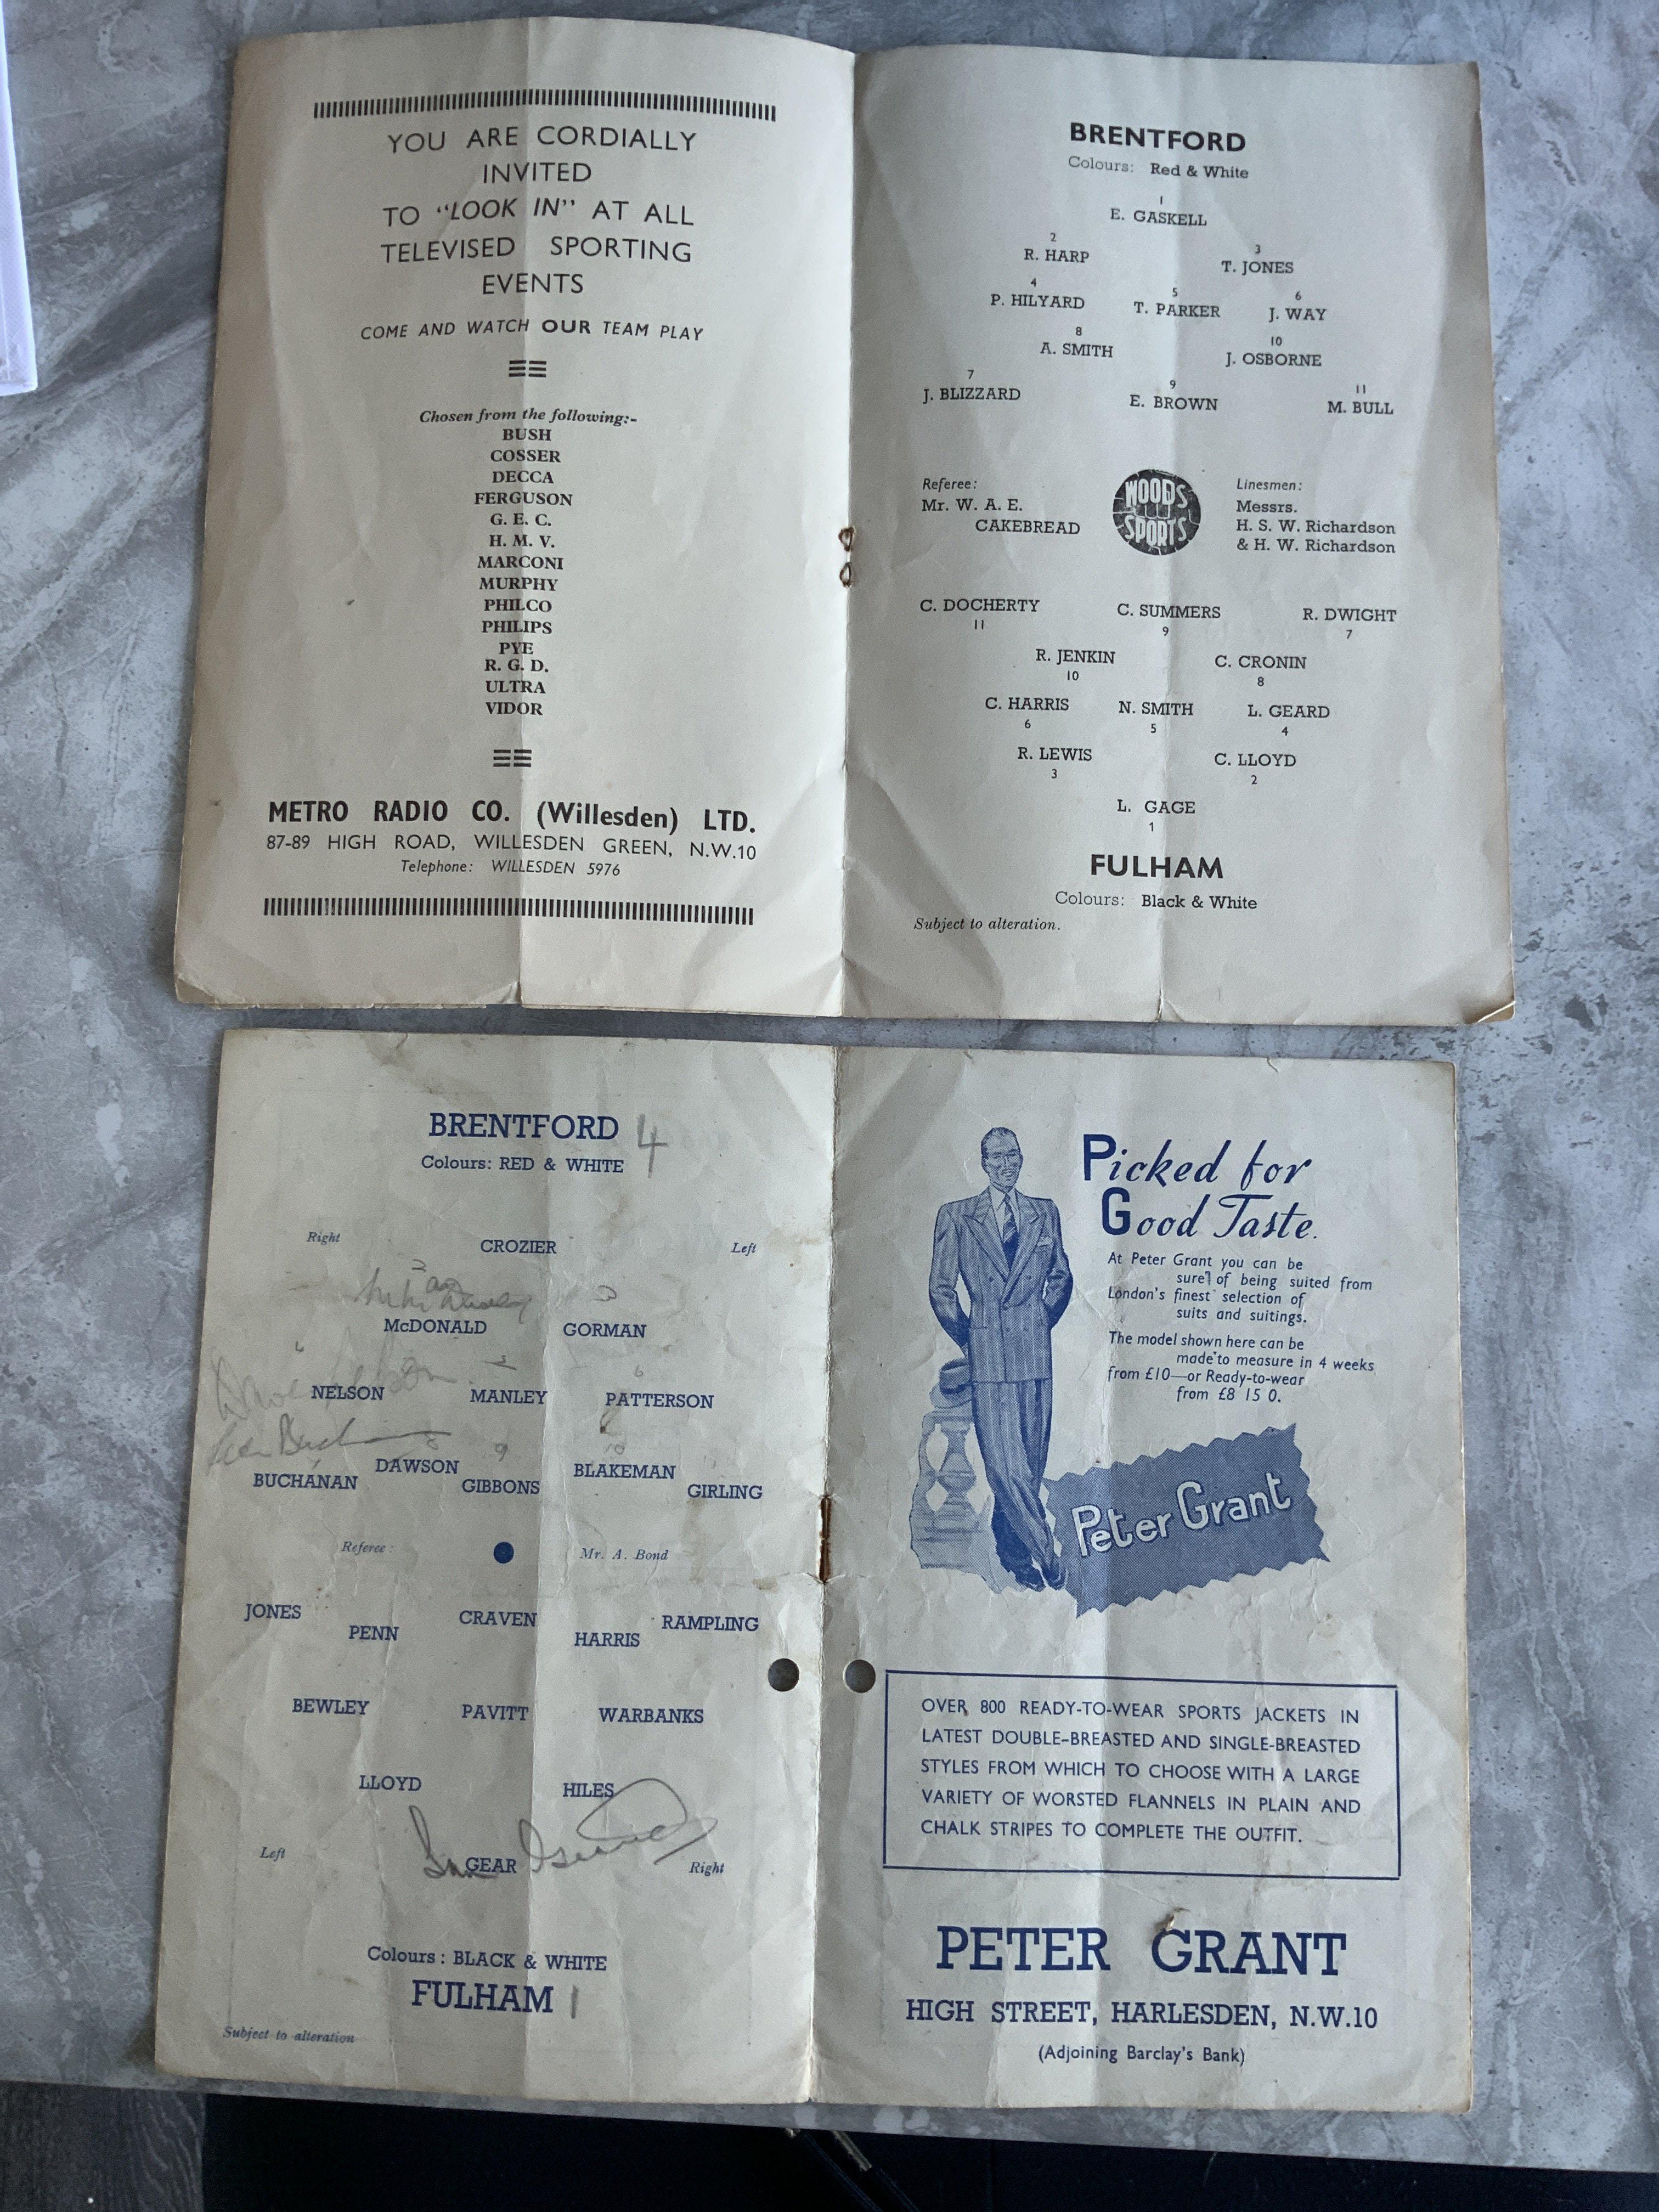 YOU ARE CORDIALLY
INVITED
TO "LOOK IN" AT ALL
TELEVISED SPORTING
EVENTS
COME AND WATCH OUR TEAM PLAY
Chosen from the following:-
BUSH
COSSER
DECCA
FERGUSON
G. E. C.
H. M. V.
MARCONI
MURPHY
PHILCO
PHILIPS
PYE
R. G. D.
ULTRA
VIDOR
METRO RADIO CO. (Willesden) LTD.
87-89 HIGH ROAD, WILLESDEN GREEN, N.W.10
Telephone: WILLESDEN 5976
BRENTFORD
Colours: Red & White
1
E. GASKELL
2 3
R. HARP T. JONES
4 5 6
P. HILYARD T. PARKER J. WAY
8 10
A. SMITH J. OSBORNE
7 9 11
J. BLIZZARD E. BROWN M. BULL
Referee:
Mr. W. A. E.
CAKEBREAD
WOODS
SPORTS
Linesmen:
Messrs.
H. S. W. Richardson
& H. W. Richardson
C. DOCHERTY C. SUMMERS R. DWIGHT
11 9 7
R. JENKIN C. CRONIN
10 8
C. HARRIS N. SMITH L. GEARD
6 5 4
R. LEWIS C. LLOYD
3 2
L. GAGE
1
FULHAM
Colours: Black & White
Subject to alteration.
BRENTFORD 4
Colours: RED & WHITE
Right CROZIER Left
2 3
McDONALD GORMAN
5 6
NELSON MANLEY PATTERSON
8 9 10
BUCHANAN DAWSON GIBBONS BLAKEMAN GIRLING
Referee: Mr. A. Bond
JONES PENN CRAVEN HARRIS RAMPLING
BEWLEY PAVITT WARBANKS
LLOYD HILES
Left GEAR Right
Colours: BLACK & WHITE
FULHAM 1
Subject to alteration
Picked for
Good Taste.
At Peter Grant you can be
sure of being suited from
London's finest selection of
suits and suitings.
The model shown here can be
made to measure in 4 weeks
from £10—or Ready-to-wear
from £8 15 0.
Peter Grant
OVER 800 READY-TO-WEAR SPORTS JACKETS IN
LATEST DOUBLE-BREASTED AND SINGLE-BREASTED
STYLES FROM WHICH TO CHOOSE WITH A LARGE
VARIETY OF WORSTED FLANNELS IN PLAIN AND
CHALK STRIPES TO COMPLETE THE OUTFIT.
PETER GRANT
HIGH STREET, HARLESDEN, N.W.10
(Adjoining Barclay's Bank)